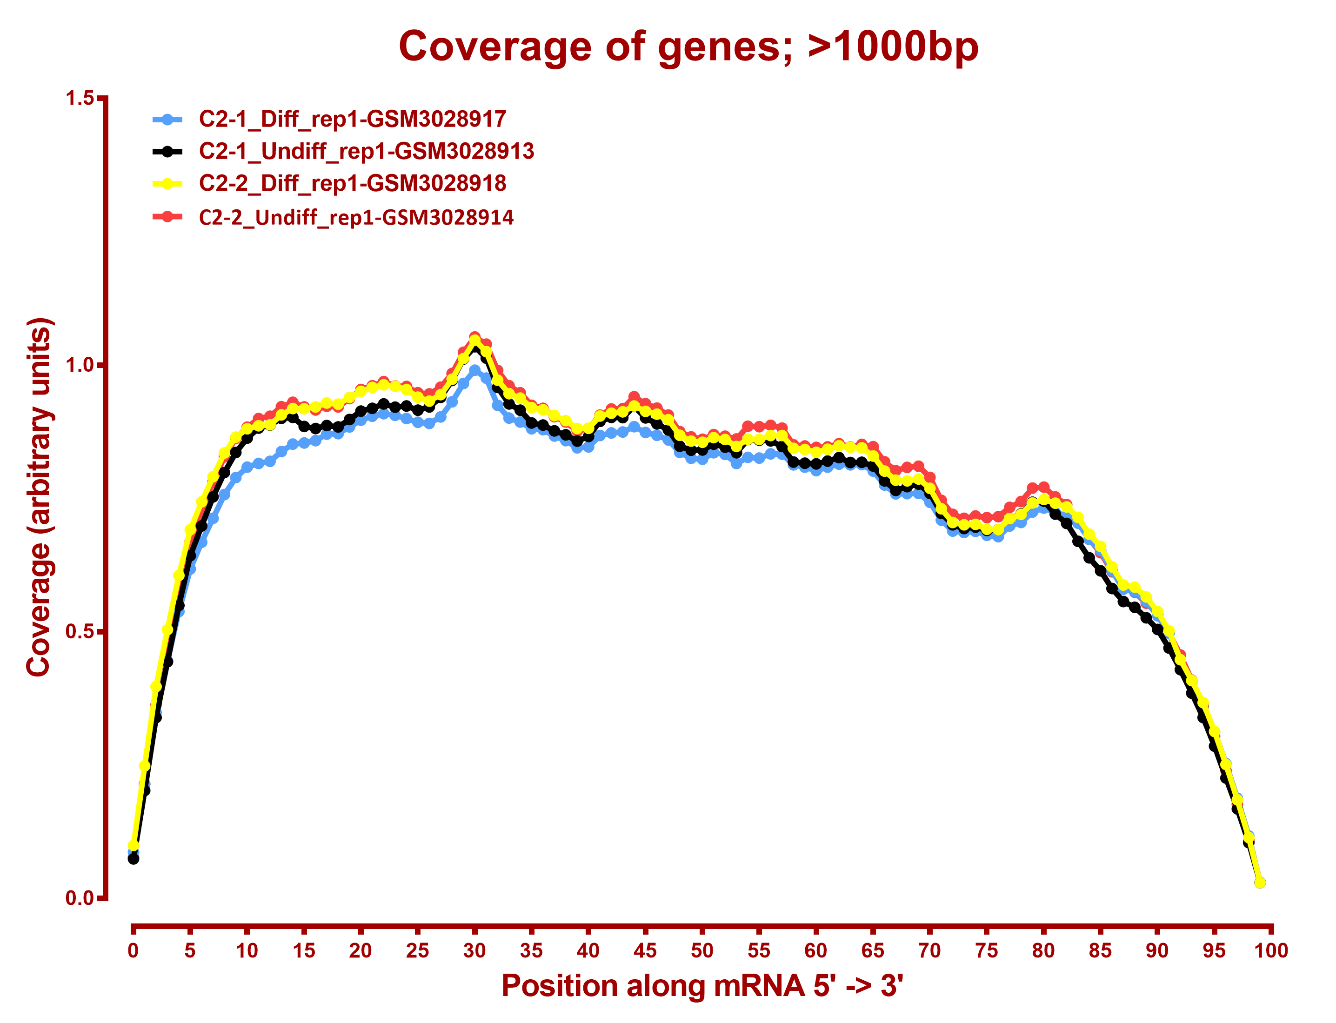 Coverage of genes; >1000bp
C2-1_Diff_rep1-GSM3028917
C2-1_Undiff_rep1-GSM3028913
C2-2_Diff_rep1-GSM3028918
C2-2_Undiff_rep1-GSM3028914
Coverage (arbitrary units)
1.5
1.0
0.5
0.0
0 5 10 15 20 25 30 35 40 45 50 55 60 65 70 75 80 85 90 95 100
Position along mRNA 5' -> 3'